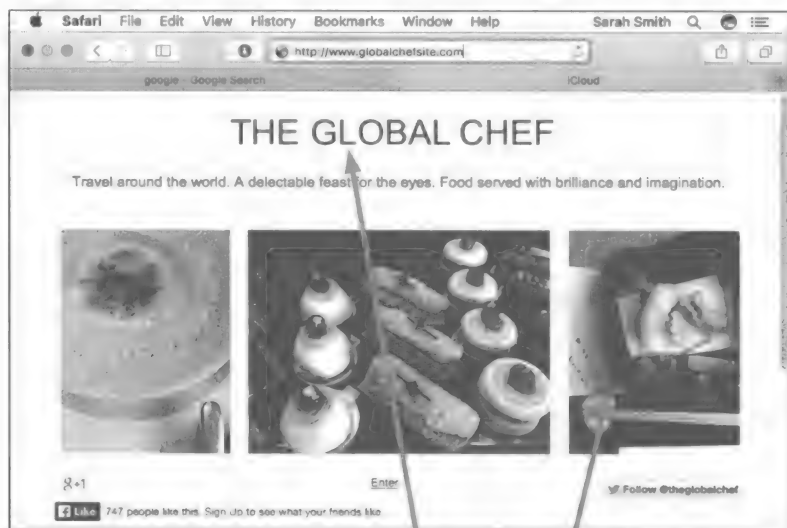 Safari File Edit View History Bookmarks Window Help Sarah Smith
http://www.globalchefsite.com
google - Google Search iCloud
THE GLOBAL CHEF
Travel around the world. A delectable feast for the eyes. Food served with brilliance and imagination.
+1 Enter Follow @theglobalchef
f Like 747 people like this. Sign Up to see what your friends like